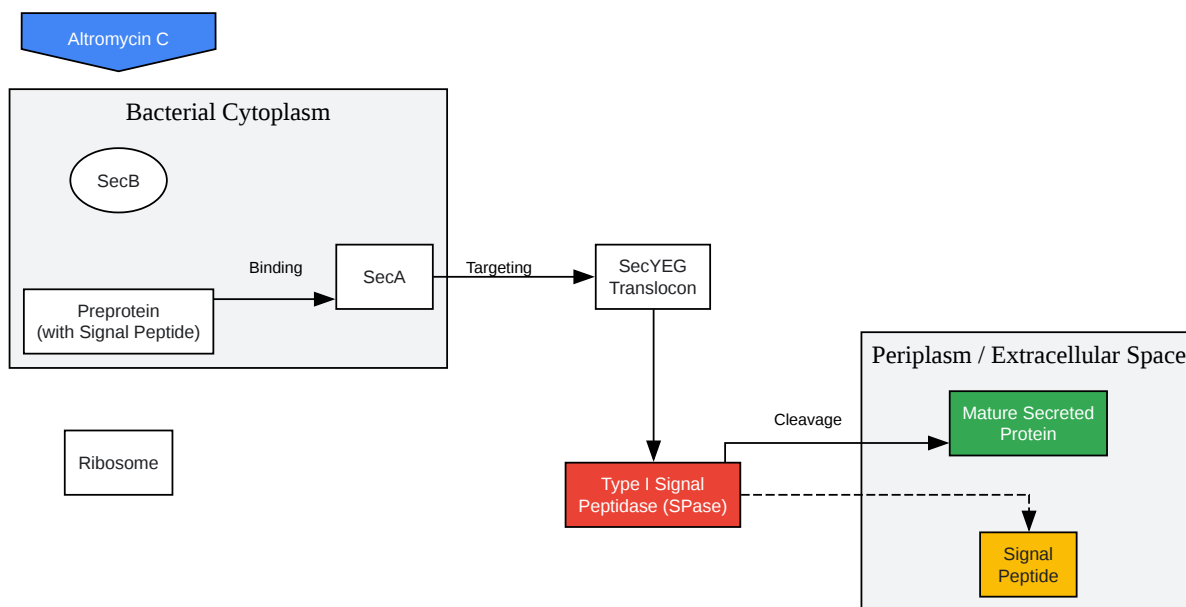 Altromycin C
Bacterial Cytoplasm
SecB
Binding
SecA
Targeting
SecYEG
Translocon
Preprotein
(with Signal Peptide)
Periplasm / Extracellular Space
Mature Secreted
Protein
Cleavage
Ribosome
Type I Signal
Peptidase (SPase)
Signal
Peptide